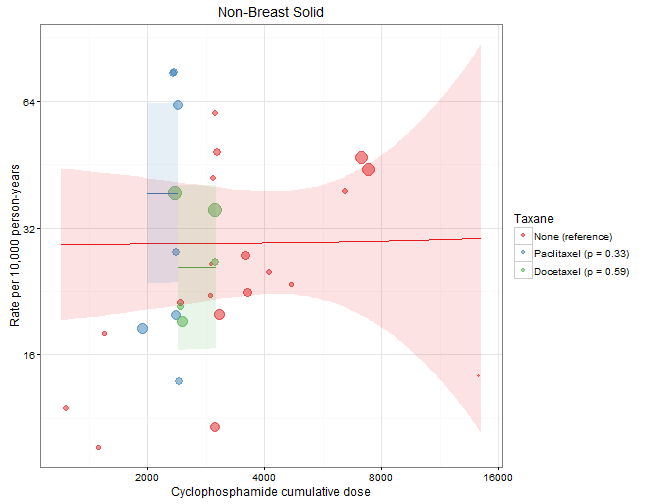 Non-Breast Solid
Rate per 10,000 person-years
64
32
16
2000 4000 8000 16000
Cyclophosphamide cumulative dose
Taxane
None (reference)
Paclitaxel (p = 0.33)
Docetaxel (p = 0.59)